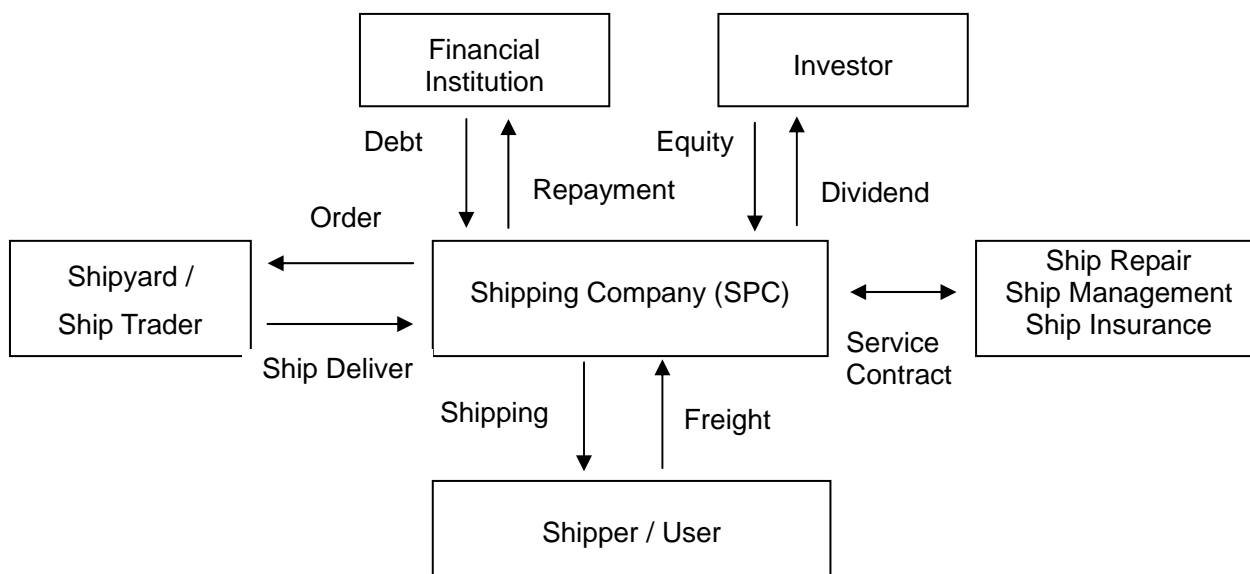 Financial
Institution
Investor
Debt
Repayment
Equity
Dividend
Order
Shipyard /
Ship Trader
Ship Deliver
Shipping Company (SPC)
Ship Repair
Ship Management
Ship Insurance
Service
Contract
Shipping
Freight
Shipper / User